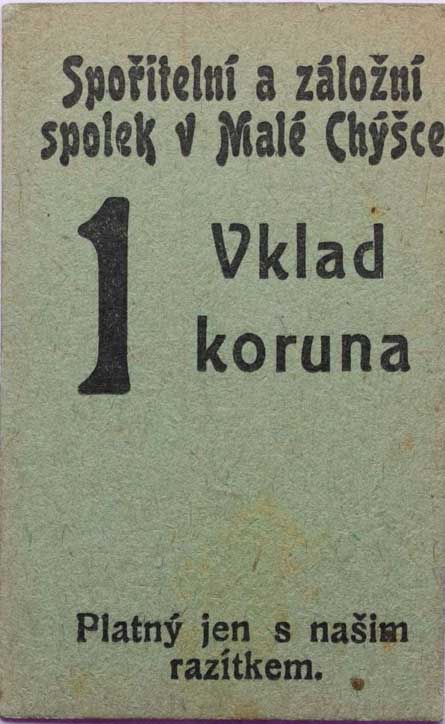 Spořitelní a záložní
spolek v Malé Chýšce
1 Vklad
koruna
Platný jen s našim
razítkem.